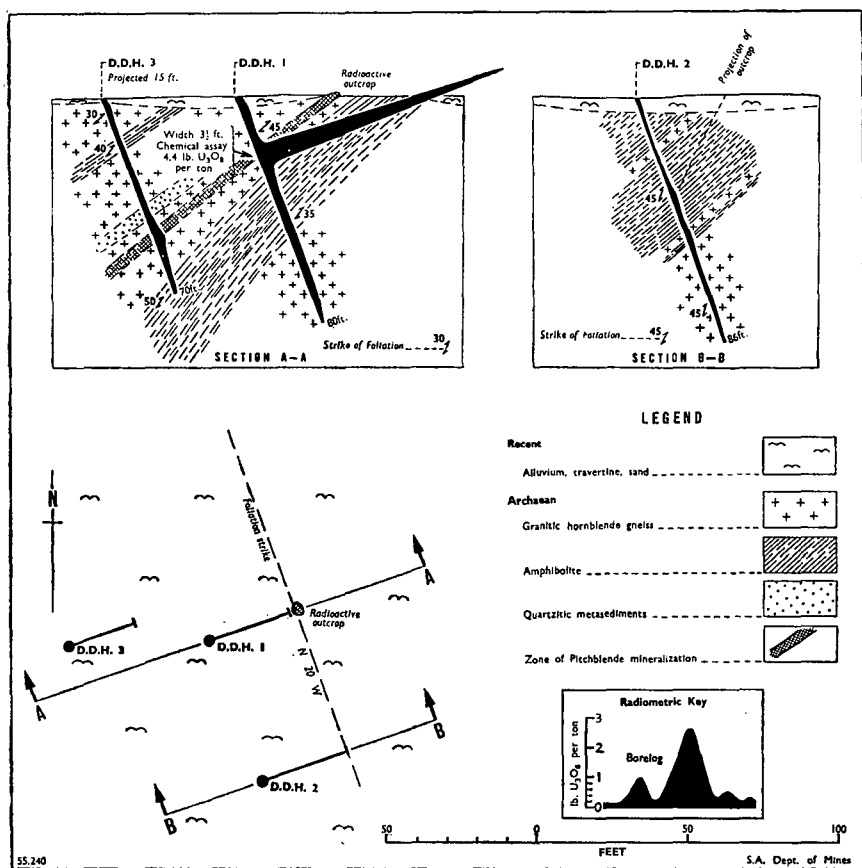 D.D.H. 3
Projected 15 ft.
D.D.H. 1
Radioactive
outcrop
30
40
45
Width 3½ ft.
Chemical assay
4.4 lb. U3O8
per ton
35
50
70ft.
80ft.
Strike of Foliation
30
SECTION A—A
D.D.H. 2
Projection of
outcrop
45
45
86ft.
Strike of foliation
45
SECTION B—B
LEGEND
Recent
Alluvium, travertine, sand
Archaean
Granitic hornblende gneiss
Amphibolite
Quartzitic metasediments
Zone of Pitchblende mineralization
N
Foliation strike
A
Radioactive
outcrop
D.D.H. 3
D.D.H. 1
N 20 W
A
B
D.D.H. 2
B
Radiometric Key
lb. U3O8 per ton
3
2
1
0
Borelog
50
0
50
100
FEET
55.240
S.A. Dept. of Mines